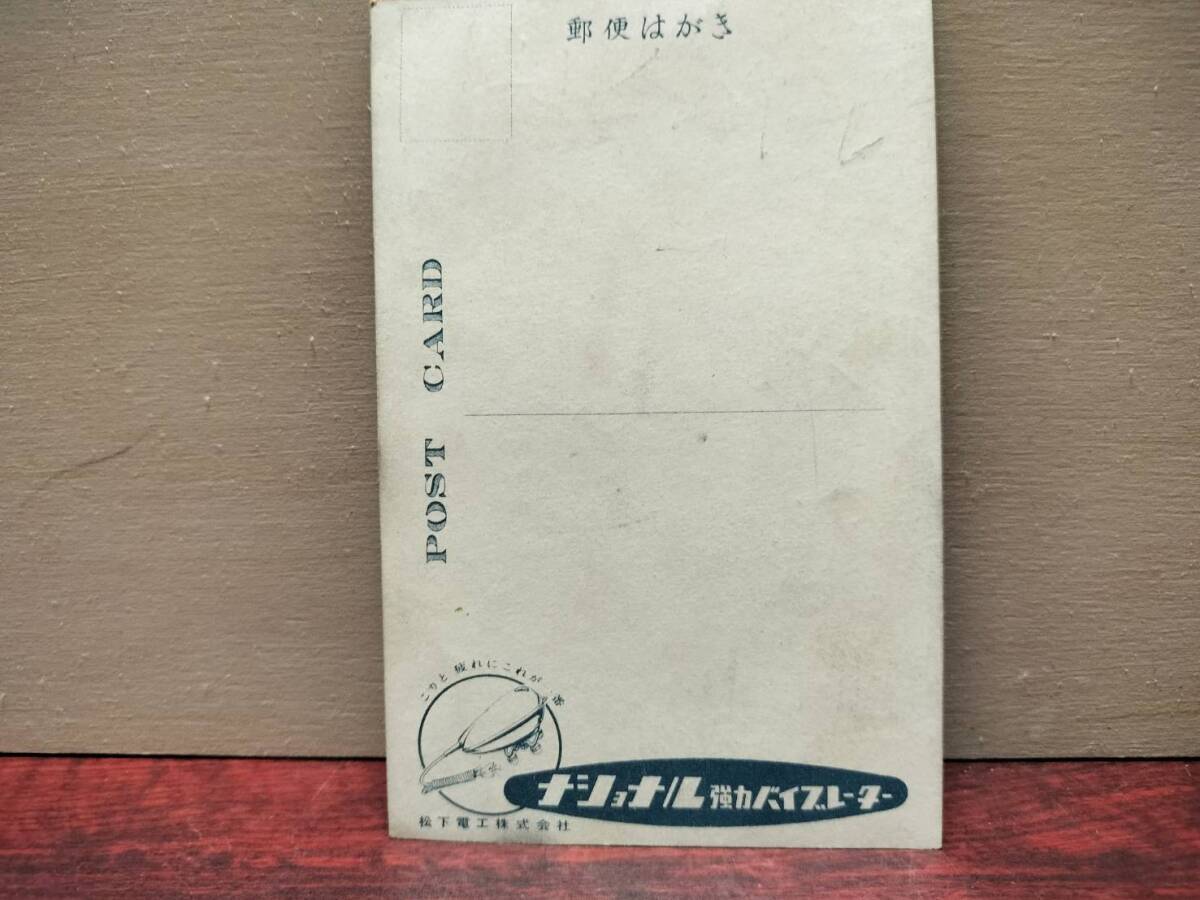 郵便はがき
POST CARD
こりと疲れにこれが一番
ナショナル強力バイブレーター
松下電工株式会社